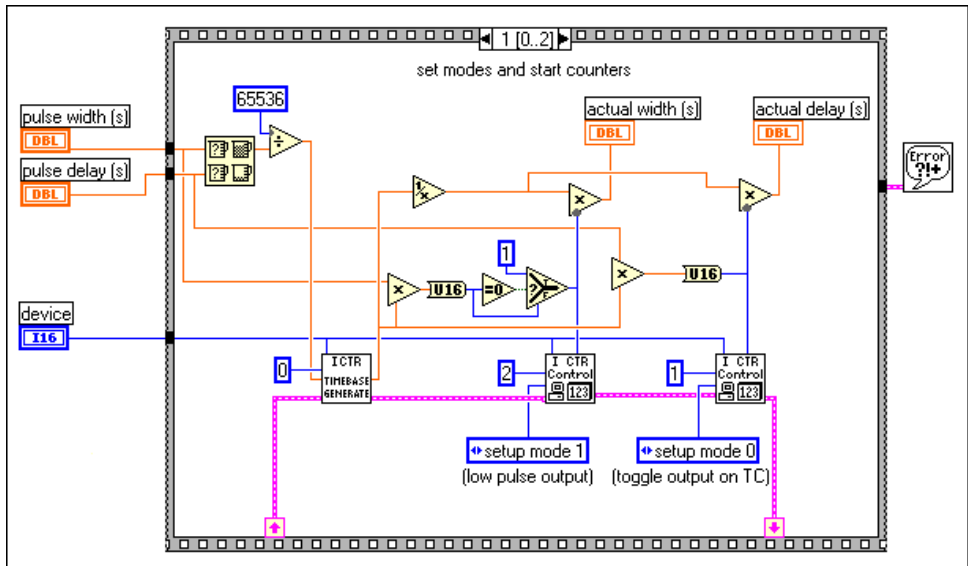 1 [0..2]
set modes and start counters
65536
pulse width (s)
DBL
pulse delay (s)
DBL
actual width (s)
DBL
actual delay (s)
DBL
Error
?!+
1/x
÷
x
x
1
x
U16
=0
?
T
F
x
U16
device
I16
0
ICTR
TIMEBASE
GENERATE
2
I CTR
Control
123
1
I CTR
Control
123
setup mode 1
(low pulse output)
setup mode 0
(toggle output on TC)